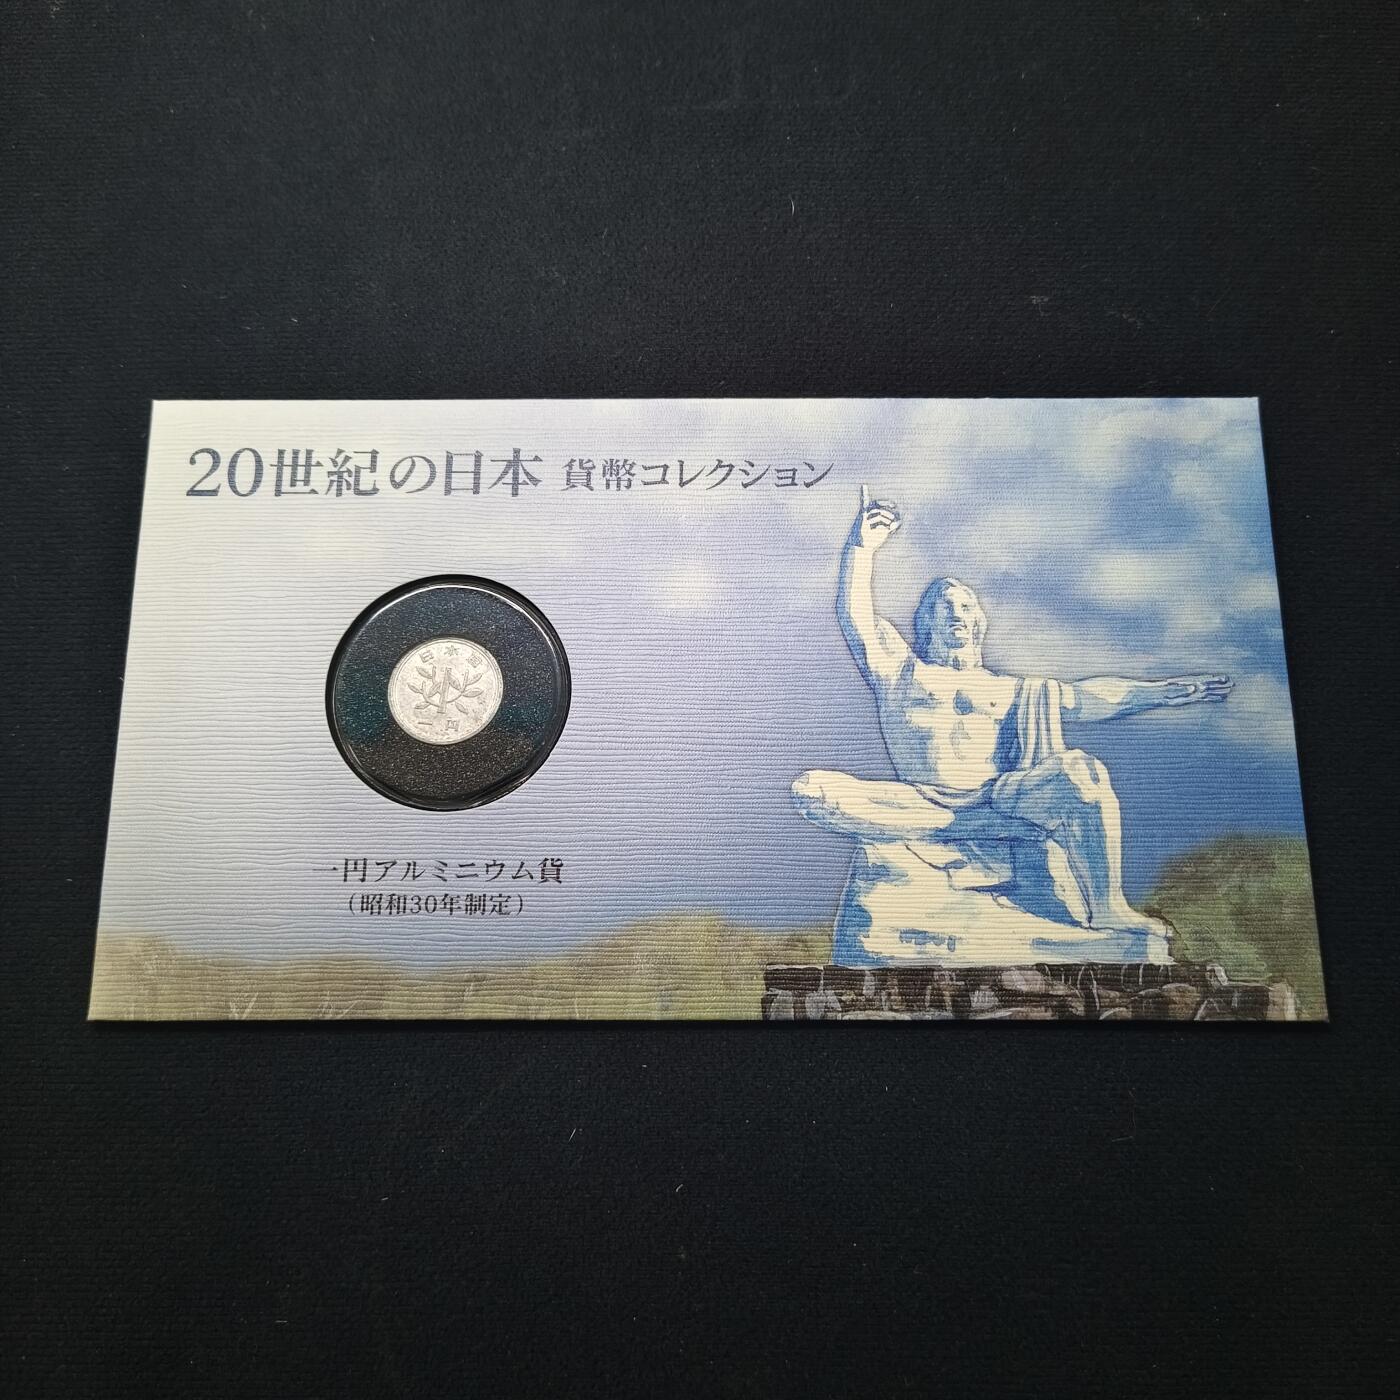 20世紀の日本 貨幣コレクション
日本国
一円
一円アルミニウム貨
（昭和30年制定）